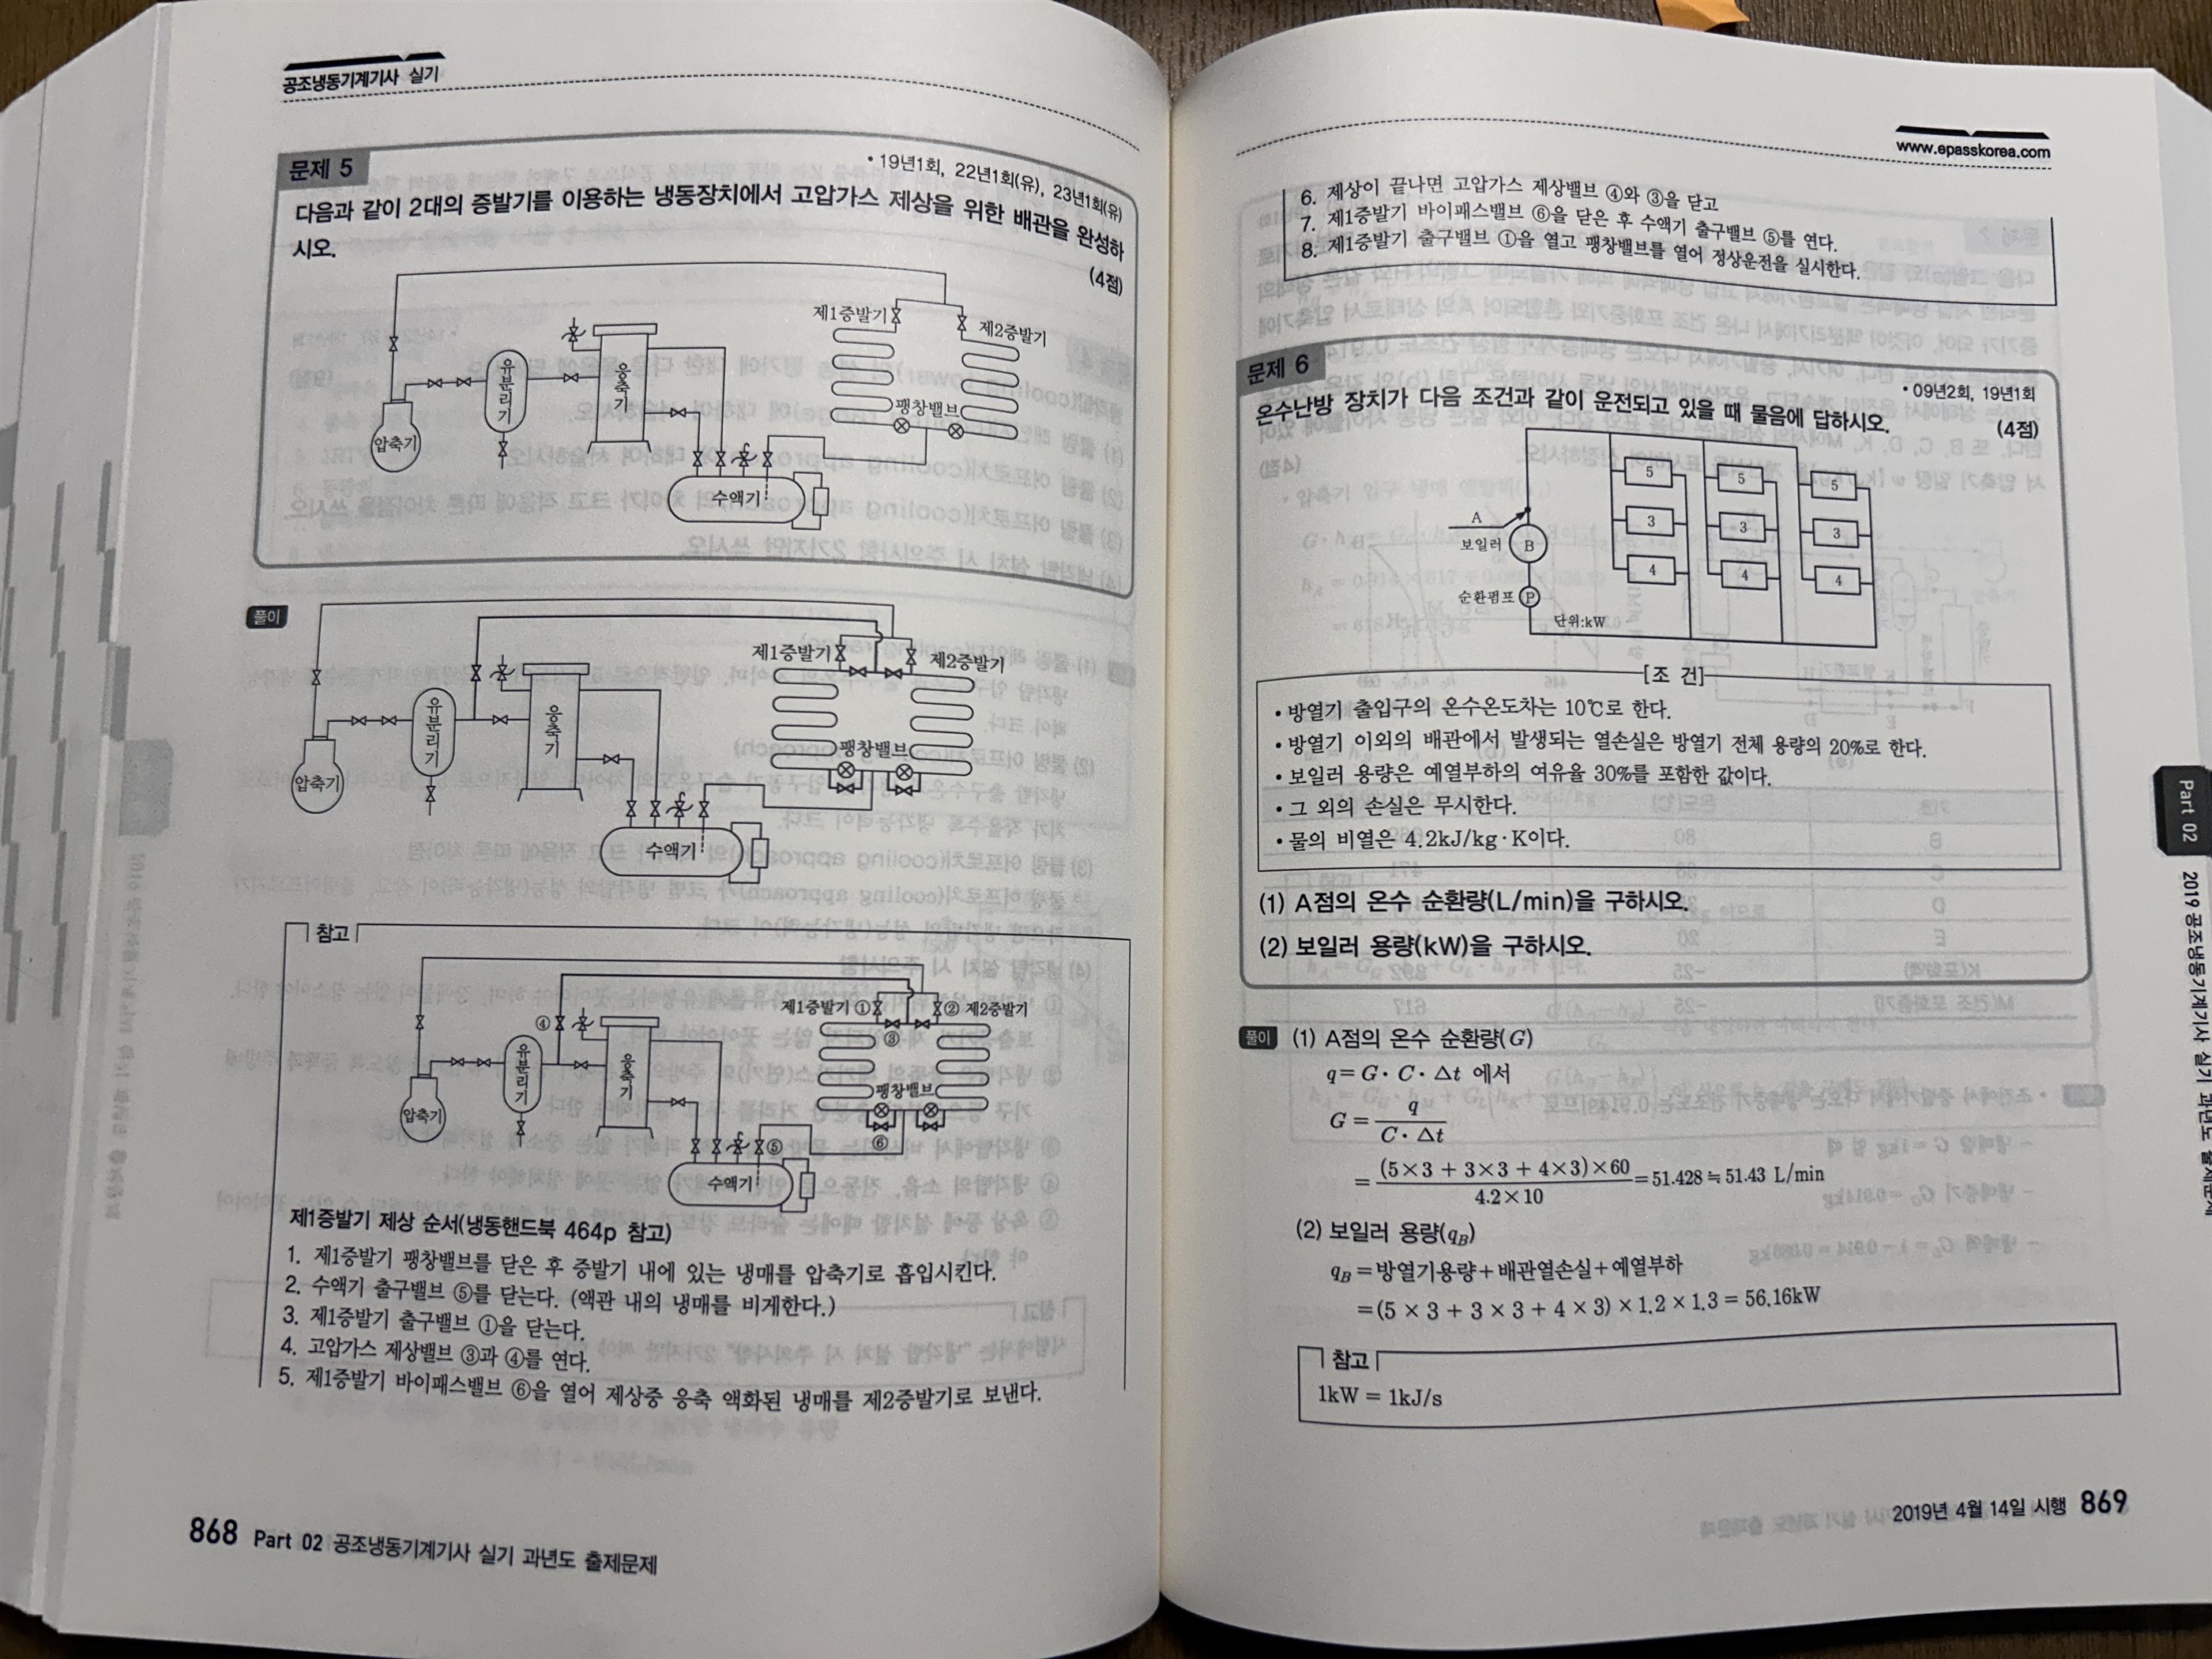 공조냉동기계기사 실기
문제 5
• 19년1회, 22년1회(유), 23년1회(유)
다음과 같이 2대의 증발기를 이용하는 냉동장치에서 고압가스 제상을 위한 배관을 완성하
시오.
(4점)
제1증발기
제2증발기
유분리기
응축기
팽창밸브
압축기
수액기
풀이
제1증발기
제2증발기
유분리기
응축기
팽창밸브
압축기
수액기
참고
제1증발기 ①
② 제2증발기
④
③
유분리기
응축기
팽창밸브
압축기
⑥
⑤
수액기
제1증발기 제상 순서(냉동핸드북 464p 참고)
1. 제1증발기 팽창밸브를 닫은 후 증발기 내에 있는 냉매를 압축기로 흡입시킨다.
2. 수액기 출구밸브 ⑤를 닫는다. (액관 내의 냉매를 비게한다.)
3. 제1증발기 출구밸브 ①을 닫는다.
4. 고압가스 제상밸브 ③과 ④를 연다.
5. 제1증발기 바이패스밸브 ⑥을 열어 제상중 응축 액화된 냉매를 제2증발기로 보낸다.
868 Part 02 공조냉동기계기사 실기 과년도 출제문제
www.epasskorea.com
6. 제상이 끝나면 고압가스 제상밸브 ④와 ③을 닫고
7. 제1증발기 바이패스밸브 ⑥을 닫은 후 수액기 출구밸브 ⑤를 연다.
8. 제1증발기 출구밸브 ①을 열고 팽창밸브를 열어 정상운전을 실시한다.
문제 6
• 09년2회, 19년1회
온수난방 장치가 다음 조건과 같이 운전되고 있을 때 물음에 답하시오.
(4점)
5 5 5
A
3 3 3
보일러 B
4 4 4
순환펌프 P
단위:kW
[조 건]
• 방열기 출입구의 온수온도차는 10℃로 한다.
• 방열기 이외의 배관에서 발생되는 열손실은 방열기 전체 용량의 20%로 한다.
• 보일러 용량은 예열부하의 여유율 30%를 포함한 값이다.
• 그 외의 손실은 무시한다.
• 물의 비열은 4.2kJ/kg·K이다.
(1) A점의 온수 순환량(L/min)을 구하시오.
(2) 보일러 용량(kW)을 구하시오.
풀이 (1) A점의 온수 순환량(G)
q = G · C · Δt 에서
G = q / (C · Δt)
= (5×3 + 3×3 + 4×3)×60 / (4.2×10) = 51.428 ≒ 51.43 L/min
(2) 보일러 용량(qB)
qB = 방열기용량 + 배관열손실 + 예열부하
= (5 × 3 + 3 × 3 + 4 × 3) × 1.2 × 1.3 = 56.16kW
참고
1kW = 1kJ/s
2019년 4월 14일 시행 869
Part 02
2019 공조냉동기계기사 실기 과년도 출제문제